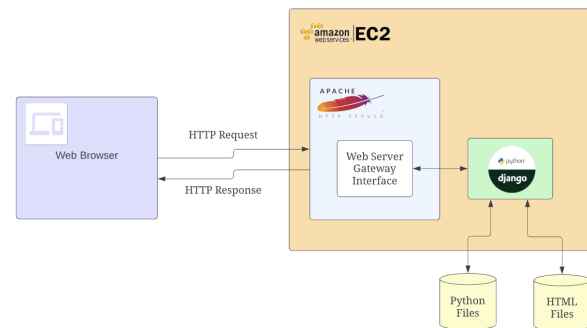 amazon
webservices
EC2
APACHE
HTTP SERVER
Web Browser
HTTP Request
HTTP Response
Web Server
Gateway
Interface
python
django
Python
Files
HTML
Files